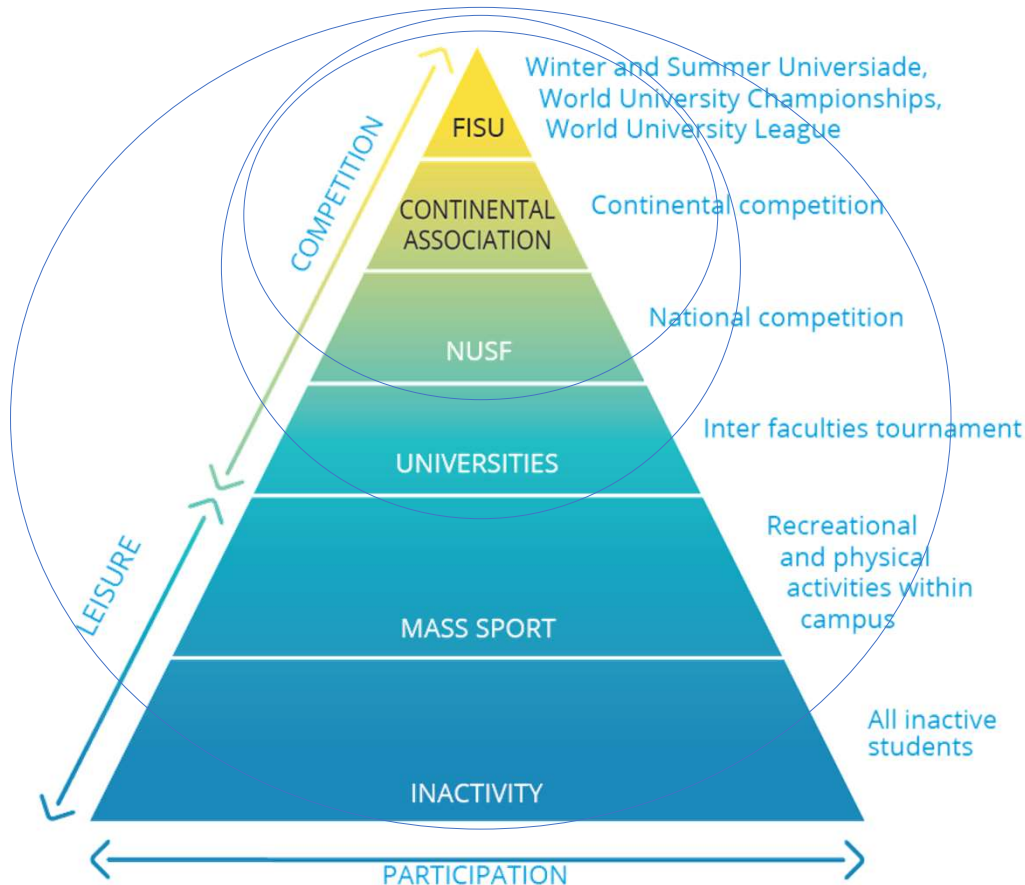 Winter and Summer Universiade,
World University Championships,
World University League
FISU
COMPETITION
CONTINENTAL
ASSOCIATION
Continental competition
NUSF
National competition
UNIVERSITIES
Inter faculties tournament
LEISURE
MASS SPORT
Recreational
and physical
activities within
campus
INACTIVITY
All inactive
students
PARTICIPATION